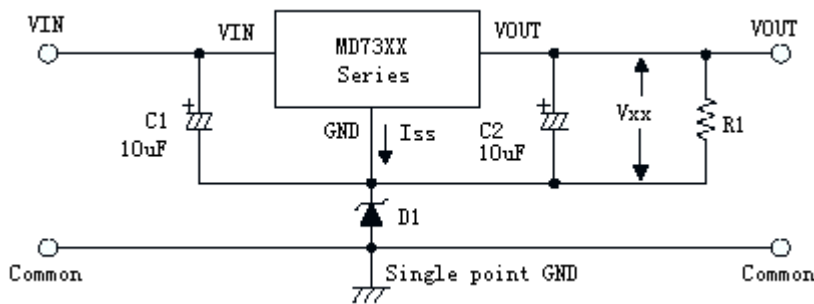 VIN
VIN
MD73XX
Series
VOUT
VOUT
C1
10uF
GND
Iss
C2
10uF
Vxx
R1
D1
Common
Single point GND
Common